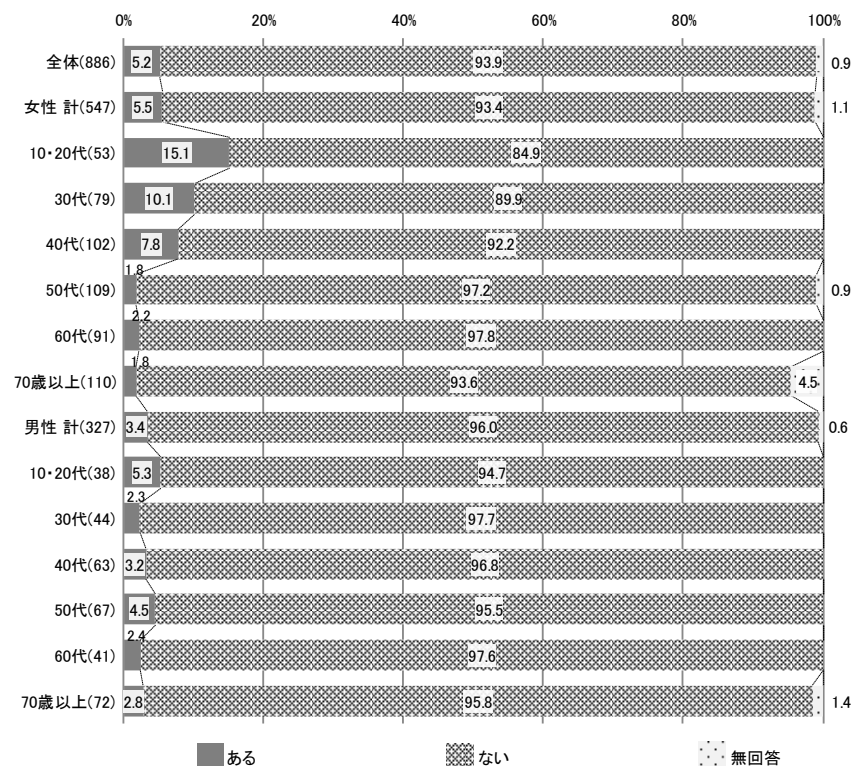 0% 20% 40% 60% 80% 100%
全体(886) 5.2 93.9 0.9
女性 計(547) 5.5 93.4 1.1
10・20代(53) 15.1 84.9
30代(79) 10.1 89.9
40代(102) 7.8 92.2
50代(109) 1.8 97.2 0.9
60代(91) 2.2 97.8
70歳以上(110) 1.8 93.6 4.5
男性 計(327) 3.4 96.0 0.6
10・20代(38) 5.3 94.7
30代(44) 2.3 97.7
40代(63) 3.2 96.8
50代(67) 4.5 95.5
60代(41) 2.4 97.6
70歳以上(72) 2.8 95.8 1.4
ある ない 無回答